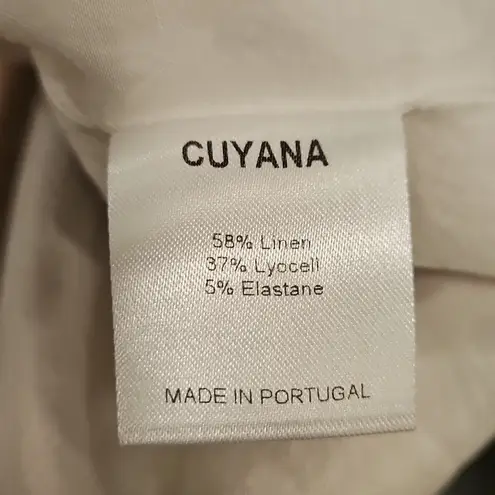 CUYANA
58% Linen
37% Lyocell
5% Elastane
MADE IN PORTUGAL